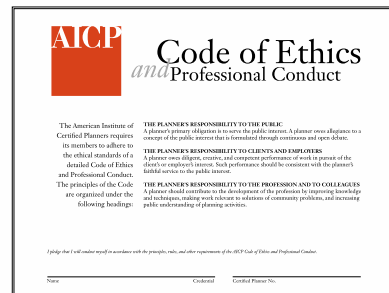 AICP
Code of Ethics
and Professional Conduct
The American Institute of
Certified Planners requires
its members to adhere to
the ethical standards of a
detailed Code of Ethics
and Professional Conduct.
The principles of the Code
are organized under the
following headings:
THE PLANNER'S RESPONSIBILITY TO THE PUBLIC
A planner's primary obligation is to serve the public interest. A planner owes allegiance to a
concept of the public interest that is formulated through continuous and open debate.
THE PLANNER'S RESPONSIBILITY TO CLIENTS AND EMPLOYERS
A planner owes diligent, creative, and competent performance of work in pursuit of the
client's or employer's interest. Such performance should be consistent with the planner's
faithful service to the public interest.
THE PLANNER'S RESPONSIBILITY TO THE PROFESSION AND TO COLLEAGUES
A planner should contribute to the development of the profession by improving knowledge
and techniques, making work relevant to solutions of community problems, and increasing
public understanding of planning activities.
I pledge that I will conduct myself in accordance with the principles, rules, and other requirements of the AICP Code of Ethics and Professional Conduct.
Name Credential Certified Planner No.